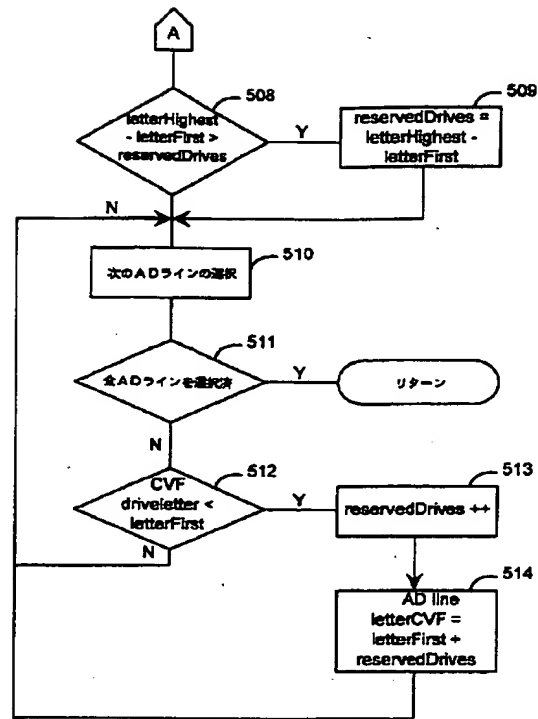 A
508
letterHighest
- letterFirst >
reservedDrives
Y
509
reservedDrives =
letterHighest -
letterFirst
N
510
次のADラインの選択
511
全ADラインを選択済
Y
リターン
N
512
CVF
driveletter <
letterFirst
Y
513
reservedDrives ++
N
514
AD line
letterCVF =
letterFirst +
reservedDrives